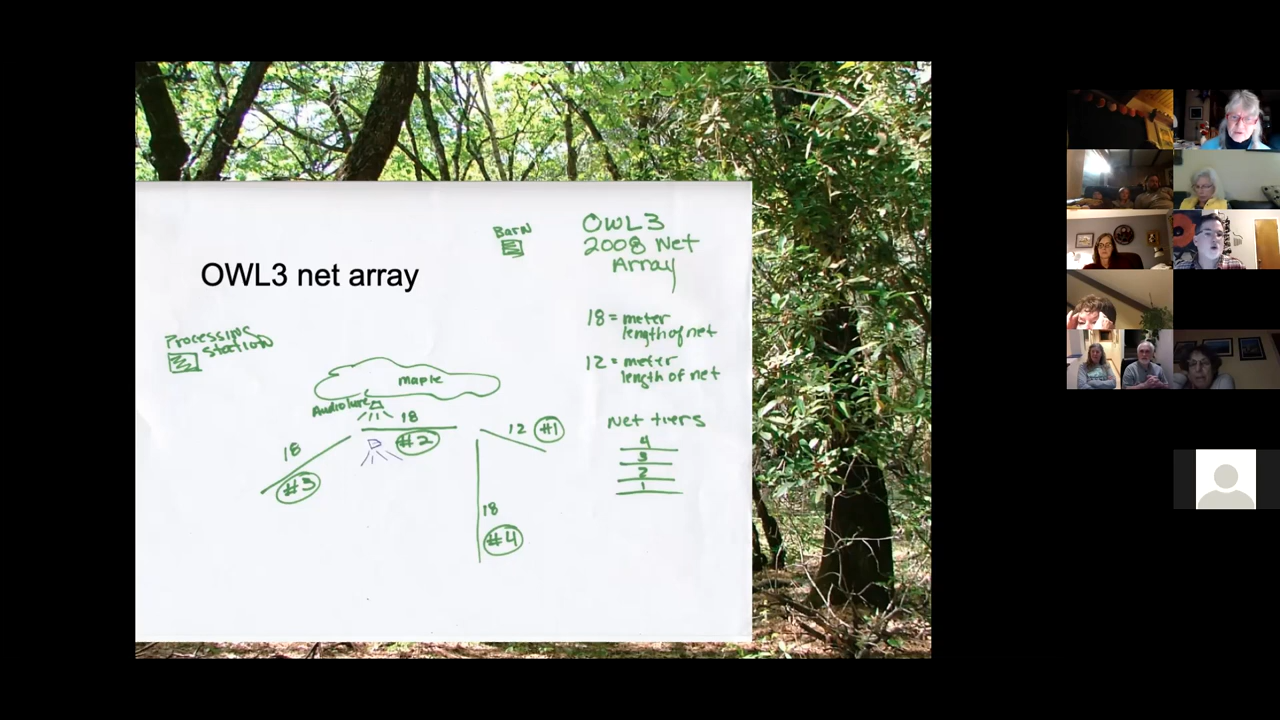 OWL3
2008 Net
Array
Barn
OWL3 net array
18 = meter
length of net
12 = meter
length of net
Processing
station
maple
Audiolure
18
#2
12 #1
18
#3
18
#4
Net tiers
4
3
2
1